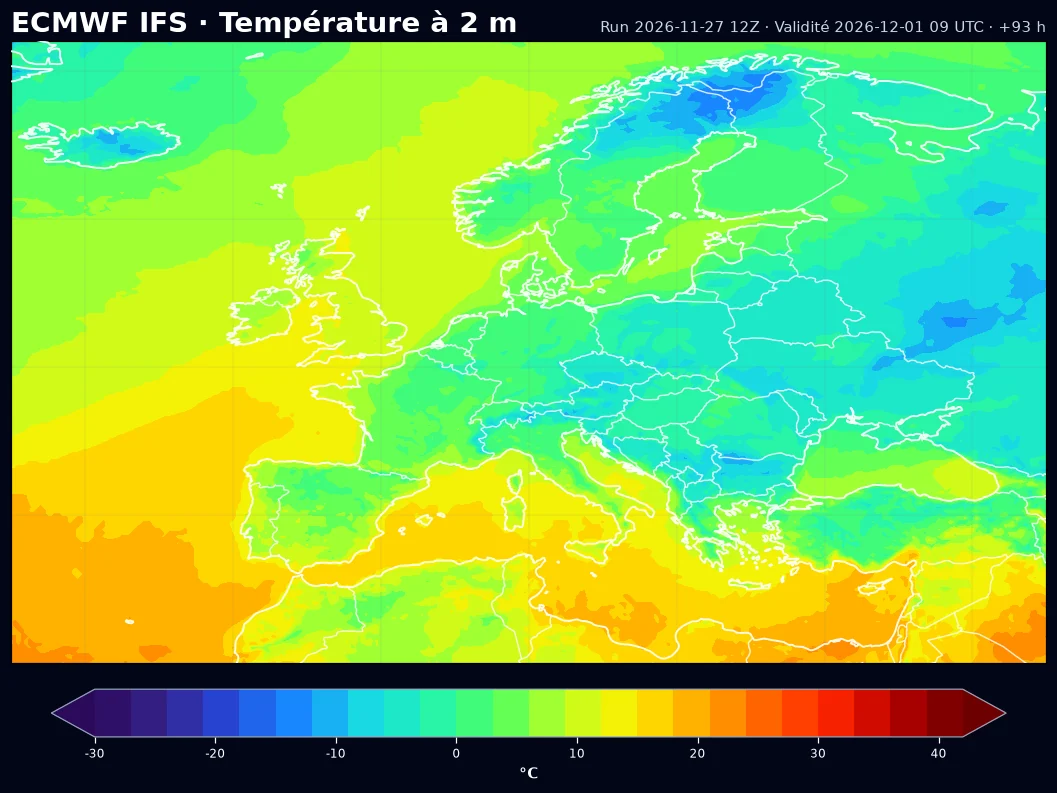 ECMWF IFS · Température à 2 m
Run 2026-11-27 12Z · Validité 2026-12-01 09 UTC · +93 h
-30 -20 -10 0 10 20 30 40
°C